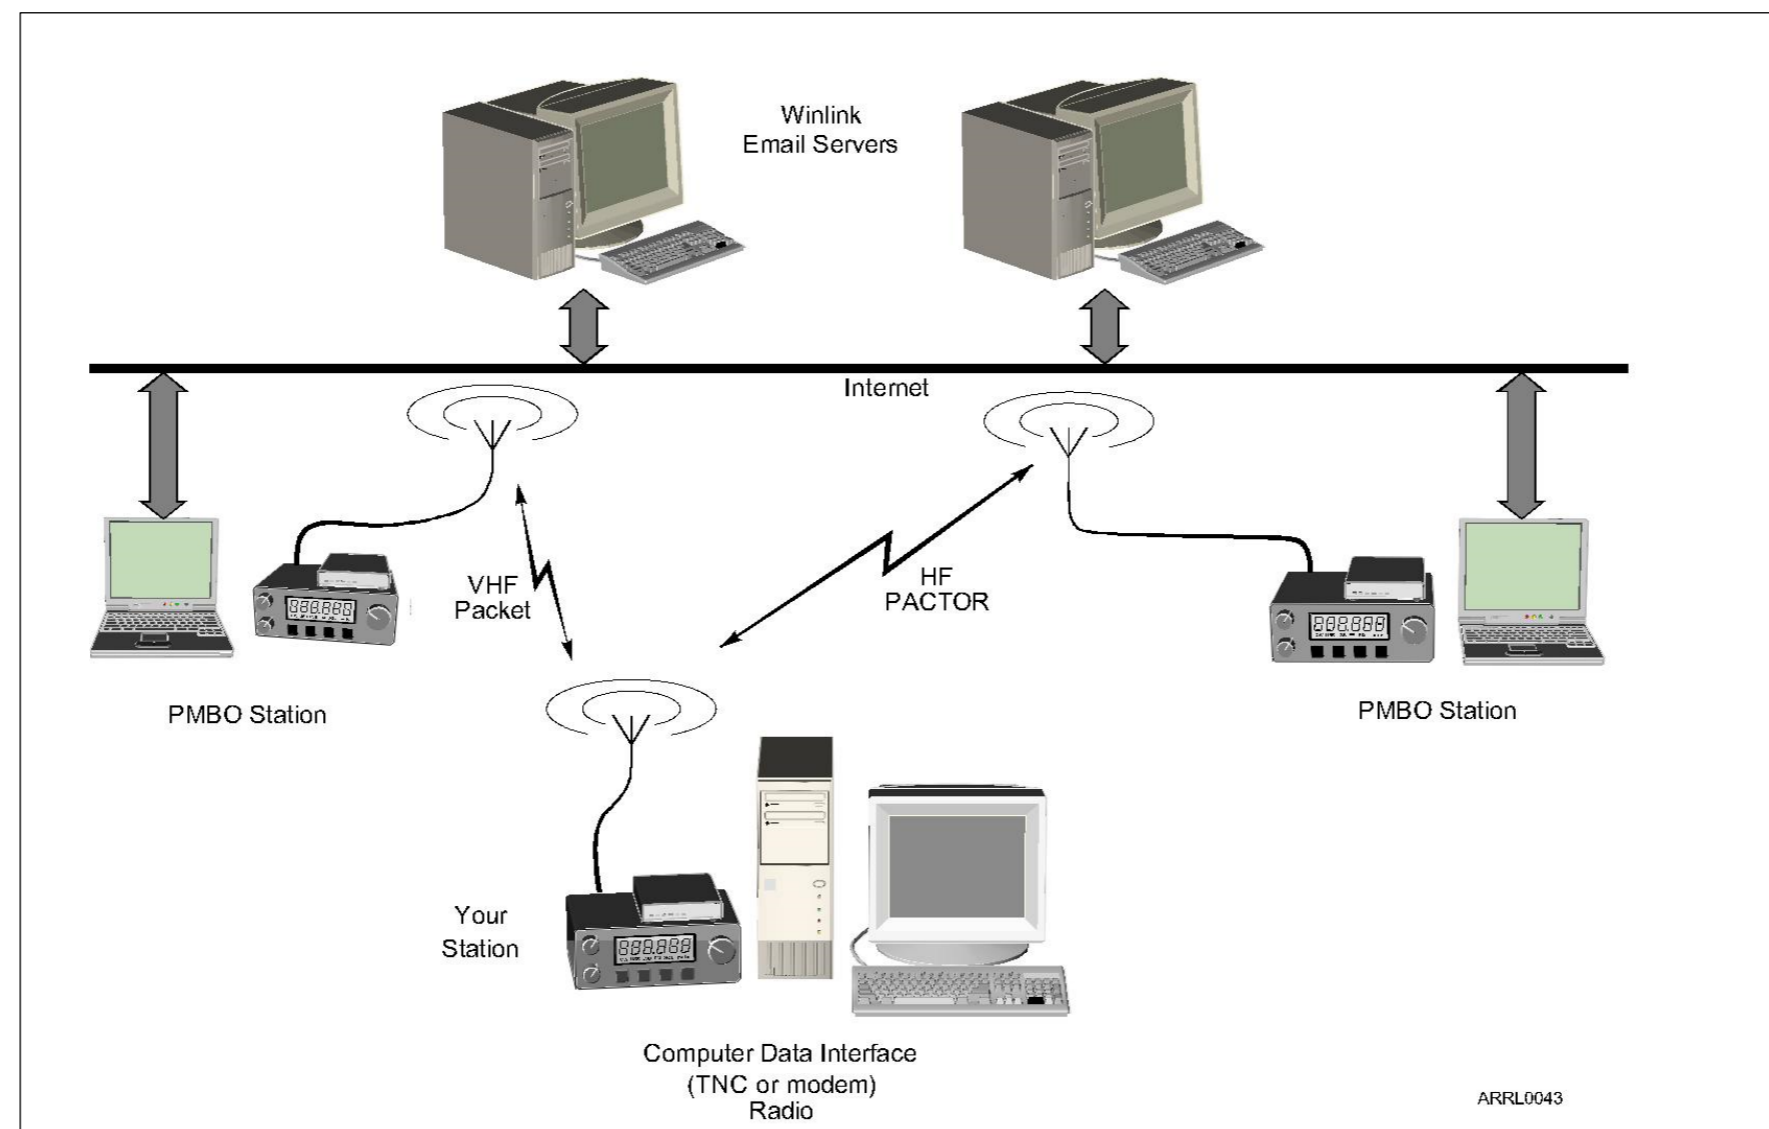 Winlink
Email Servers
Internet
VHF
Packet
HF
PACTOR
PMBO Station
PMBO Station
Your
Station
Computer Data Interface
(TNC or modem)
Radio
ARRL0043